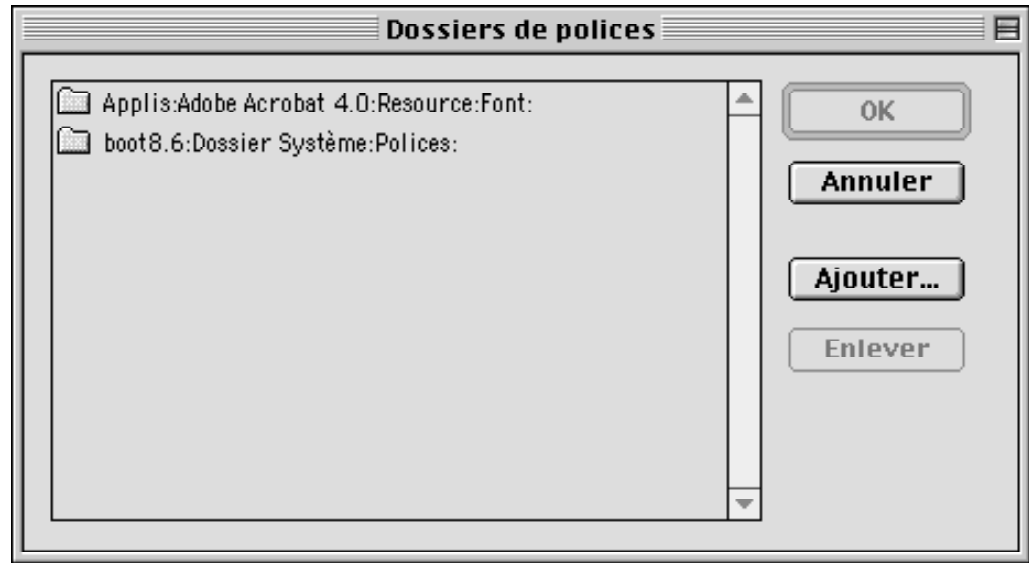 Dossiers de polices
Applis:Adobe Acrobat 4.0:Resource:Font:
boot8.6:Dossier Système:Polices:
OK
Annuler
Ajouter...
Enlever